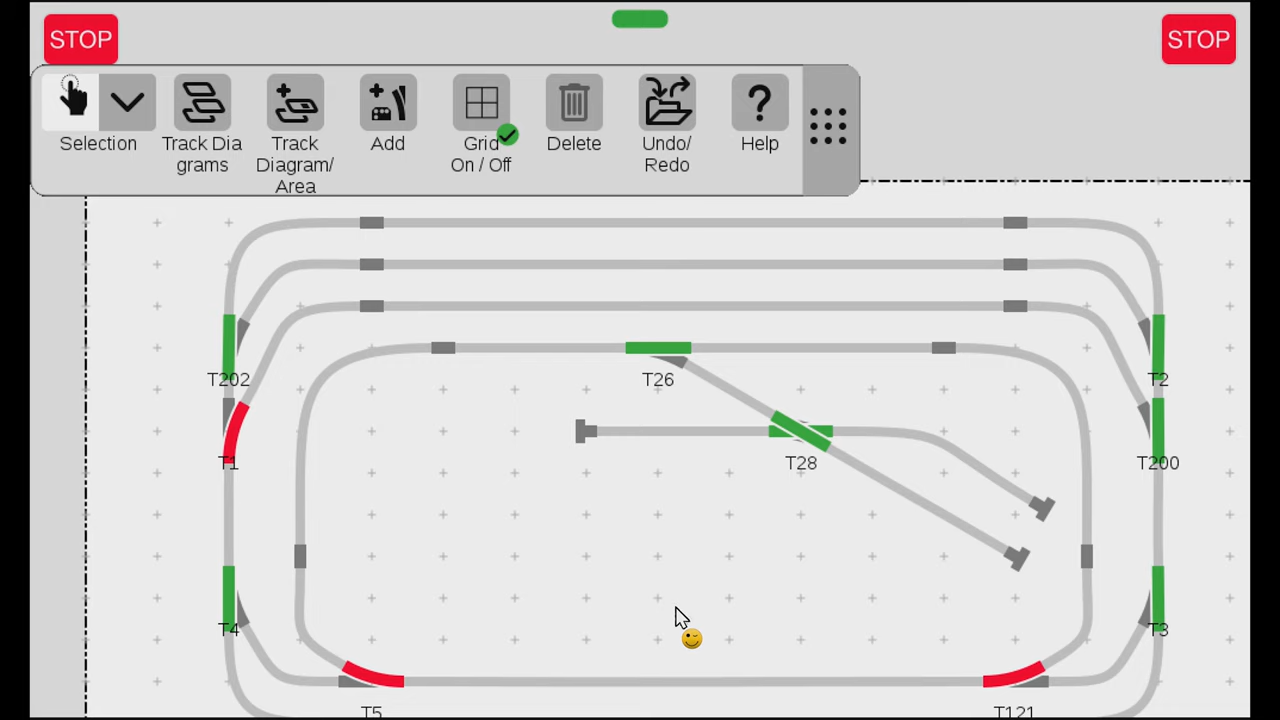 STOP
STOP
Selection
Track Dia
grams
Track
Diagram/
Area
Add
Grid
On / Off
Delete
Undo/
Redo
?
Help
T202
T26
T2
T1
T28
T200
T4
T3
T5
T121